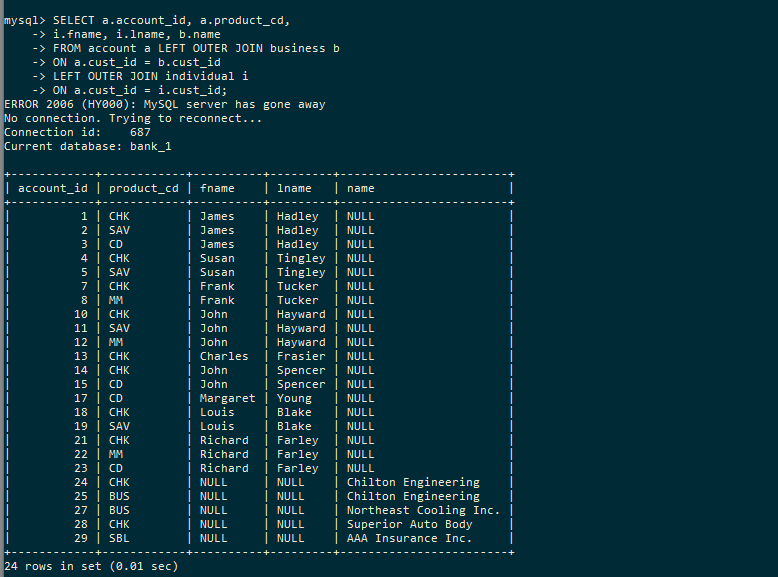 mysql> SELECT a.account_id, a.product_cd,
    -> i.fname, i.lname, b.name
    -> FROM account a LEFT OUTER JOIN business b
    -> ON a.cust_id = b.cust_id
    -> LEFT OUTER JOIN individual i
    -> ON a.cust_id = i.cust_id;
ERROR 2006 (HY000): MySQL server has gone away
No connection. Trying to reconnect...
Connection id:    687
Current database: bank_1

+------------+------------+----------+---------+------------------------+
| account_id | product_cd | fname    | lname   | name                   |
+------------+------------+----------+---------+------------------------+
|          1 | CHK        | James    | Hadley  | NULL                   |
|          2 | SAV        | James    | Hadley  | NULL                   |
|          3 | CD         | James    | Hadley  | NULL                   |
|          4 | CHK        | Susan    | Tingley | NULL                   |
|          5 | SAV        | Susan    | Tingley | NULL                   |
|          7 | CHK        | Frank    | Tucker  | NULL                   |
|          8 | MM         | Frank    | Tucker  | NULL                   |
|         10 | CHK        | John     | Hayward | NULL                   |
|         11 | SAV        | John     | Hayward | NULL                   |
|         12 | MM         | John     | Hayward | NULL                   |
|         13 | CHK        | Charles  | Frasier | NULL                   |
|         14 | CHK        | John     | Spencer | NULL                   |
|         15 | CD         | John     | Spencer | NULL                   |
|         17 | CD         | Margaret | Young   | NULL                   |
|         18 | CHK        | Louis    | Blake   | NULL                   |
|         19 | SAV        | Louis    | Blake   | NULL                   |
|         21 | CHK        | Richard  | Farley  | NULL                   |
|         22 | MM         | Richard  | Farley  | NULL                   |
|         23 | CD         | Richard  | Farley  | NULL                   |
|         24 | CHK        | NULL     | NULL    | Chilton Engineering    |
|         25 | BUS        | NULL     | NULL    | Chilton Engineering    |
|         27 | BUS        | NULL     | NULL    | Northeast Cooling Inc. |
|         28 | CHK        | NULL     | NULL    | Superior Auto Body     |
|         29 | SBL        | NULL     | NULL    | AAA Insurance Inc.     |
+------------+------------+----------+---------+------------------------+
24 rows in set (0.01 sec)